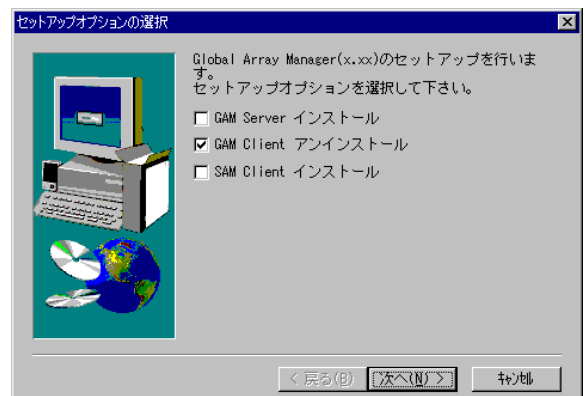 セットアップオプションの選択
Global Array Manager(x.xx)のセットアップを行いま
す。
セットアップオプションを選択して下さい。
GAM Server インストール
GAM Client アンインストール
SAM Client インストール
< 戻る(B)
次へ(N) >
ｷｬﾝｾﾙ